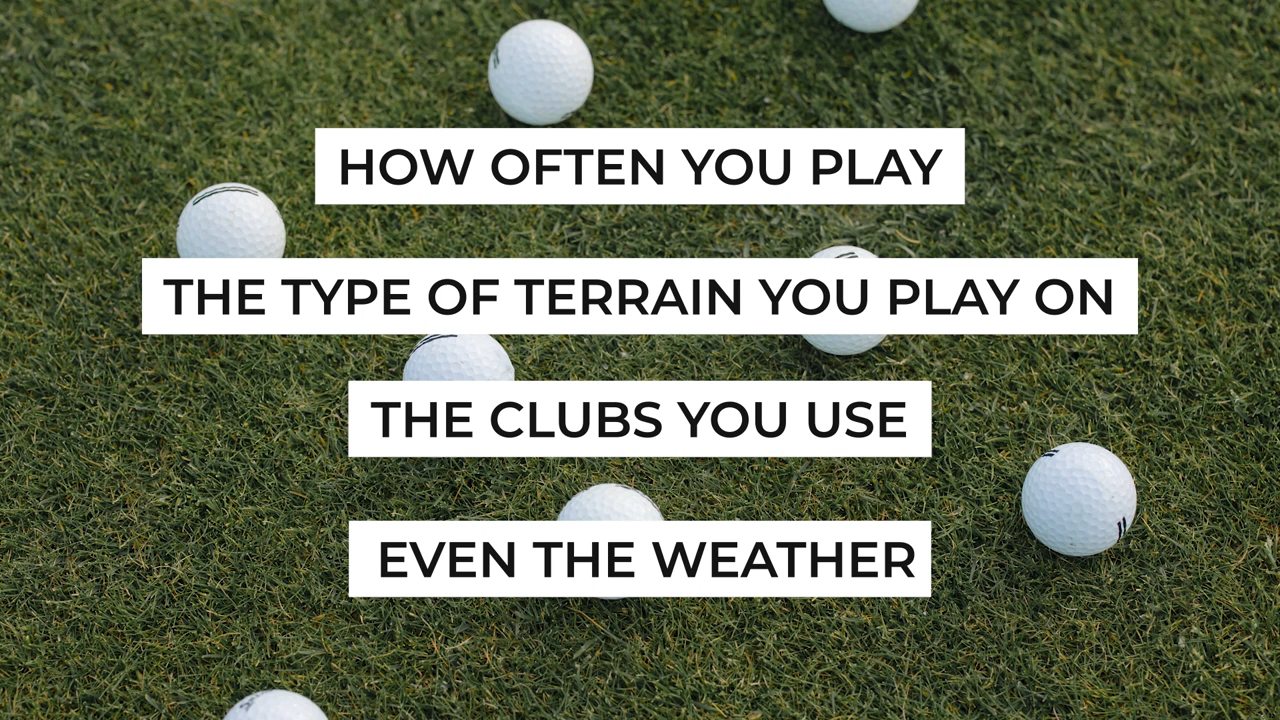 HOW OFTEN YOU PLAY
THE TYPE OF TERRAIN YOU PLAY ON
THE CLUBS YOU USE
EVEN THE WEATHER